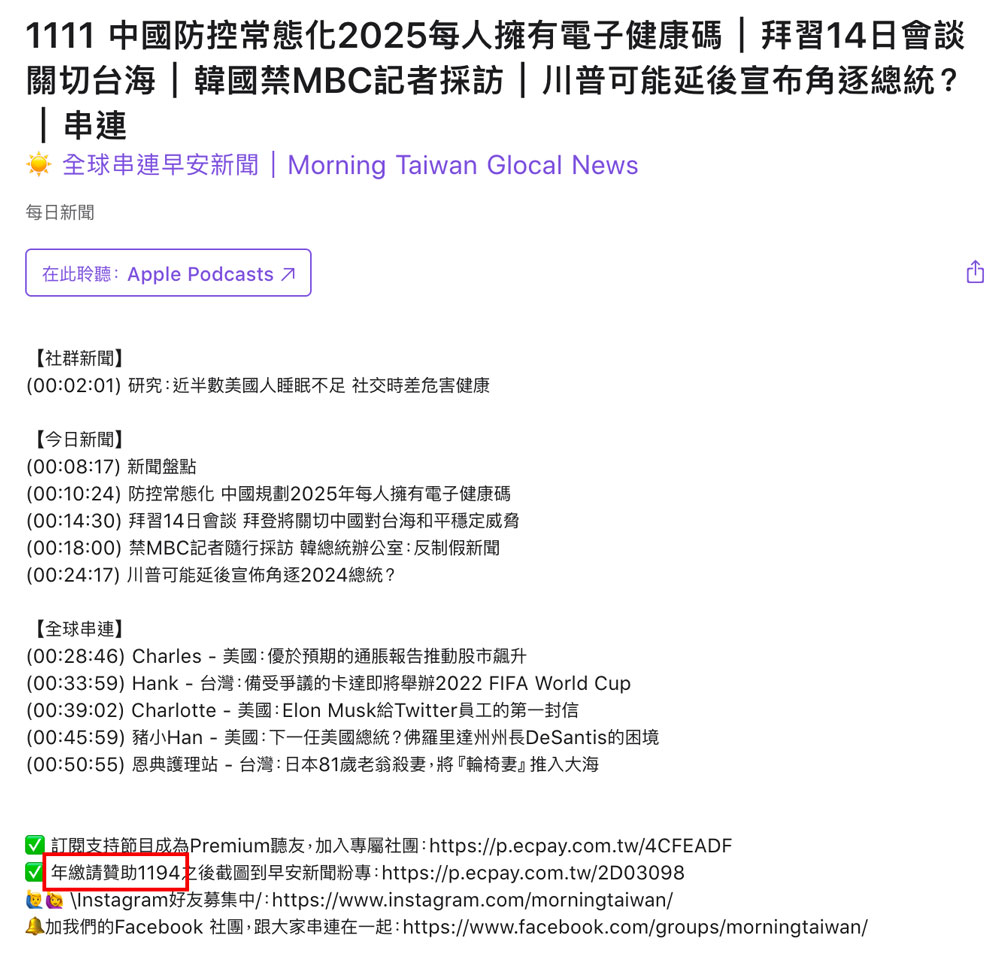 1111 中國防控常態化2025每人擁有電子健康碼｜拜習14日會談
關切台海｜韓國禁MBC記者採訪｜川普可能延後宣布角逐總統？
｜串連
☀️ 全球串連早安新聞｜Morning Taiwan Glocal News
每日新聞
在此聆聽：Apple Podcasts ↗
【社群新聞】
(00:02:01) 研究：近半數美國人睡眠不足 社交時差危害健康
【今日新聞】
(00:08:17) 新聞盤點
(00:10:24) 防控常態化 中國規劃2025年每人擁有電子健康碼
(00:14:30) 拜習14日會談 拜登將關切中國對台海和平穩定威脅
(00:18:00) 禁MBC記者隨行採訪 韓總統辦公室：反制假新聞
(00:24:17) 川普可能延後宣佈角逐2024總統？
【全球串連】
(00:28:46) Charles - 美國：優於預期的通脹報告推動股市飆升
(00:33:59) Hank - 台灣：備受爭議的卡達即將舉辦2022 FIFA World Cup
(00:39:02) Charlotte - 美國：Elon Musk給Twitter員工的第一封信
(00:45:59) 豬小Han - 美國：下一任美國總統？佛羅里達州州長DeSantis的困境
(00:50:55) 恩典護理站 - 台灣：日本81歲老翁殺妻，將『輪椅妻』推入大海
✅ 訂閱支持節目成為Premium聽友，加入專屬社團：https://p.ecpay.com.tw/4CFEADF
✅ 年繳請贊助1194之後截圖到早安新聞粉專：https://p.ecpay.com.tw/2D03098
🙋‍♂️🙋‍♀️ \Instagram好友募集中/：https://www.instagram.com/morningtaiwan/
🔔加我們的Facebook 社團，跟大家串連在一起：https://www.facebook.com/groups/morningtaiwan/